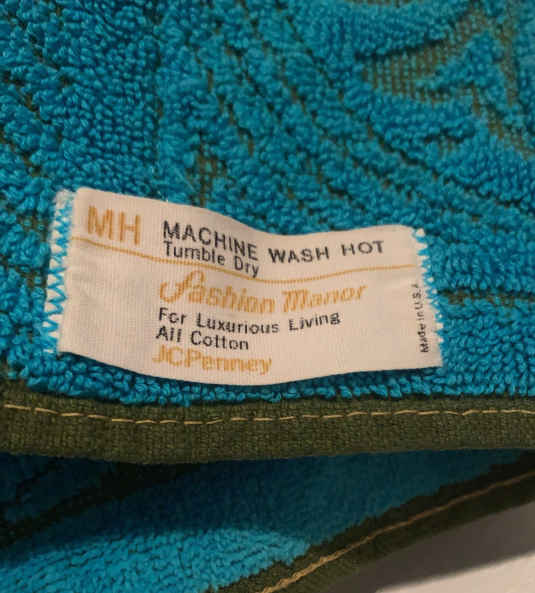 MH MACHINE WASH HOT
Tumble Dry
Fashion Manor
For Luxurious Living
All Cotton
JCPenney
Made in U.S.A.